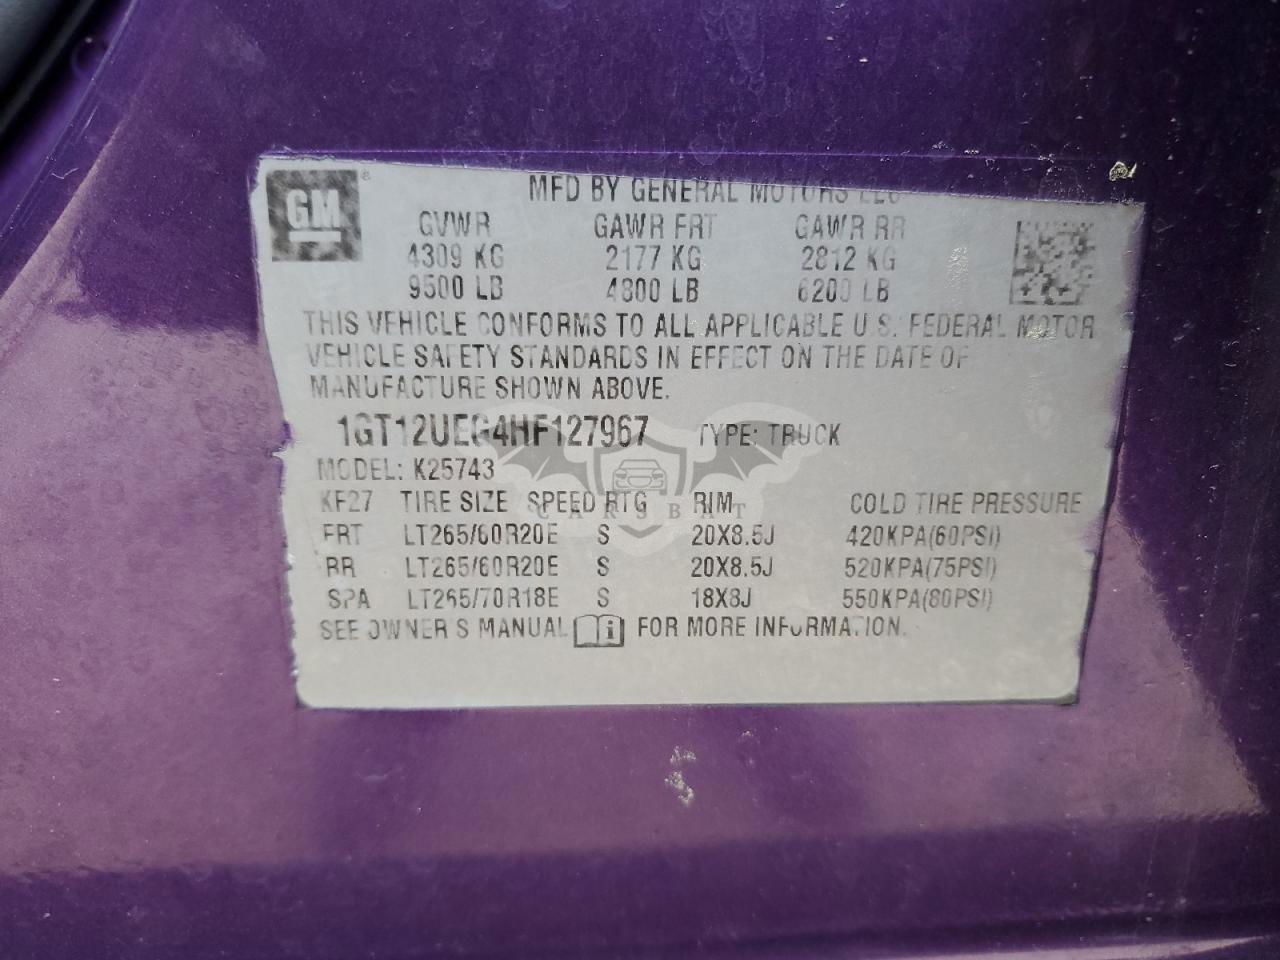 GM
MFD BY GENERAL MOTORS LLC
GVWR GAWR FRT GAWR RR
4309 KG 2177 KG 2812 KG
9500 LB 4800 LB 6200 LB
THIS VEHICLE CONFORMS TO ALL APPLICABLE U.S. FEDERAL MOTOR
VEHICLE SAFETY STANDARDS IN EFFECT ON THE DATE OF
MANUFACTURE SHOWN ABOVE.
TYPE: TRUCK
MODEL: K25743
KF27 TIRE SIZE SPEED RTG RIM COLD TIRE PRESSURE
FRT LT265/60R20E S 20X8.5J 420KPA(60PSI)
RR LT265/60R20E S 20X8.5J 520KPA(75PSI)
SPA LT265/70R18E S 18X8J 550KPA(80PSI)
SEE OWNER'S MANUAL i FOR MORE INFORMATION.
CARSBAT